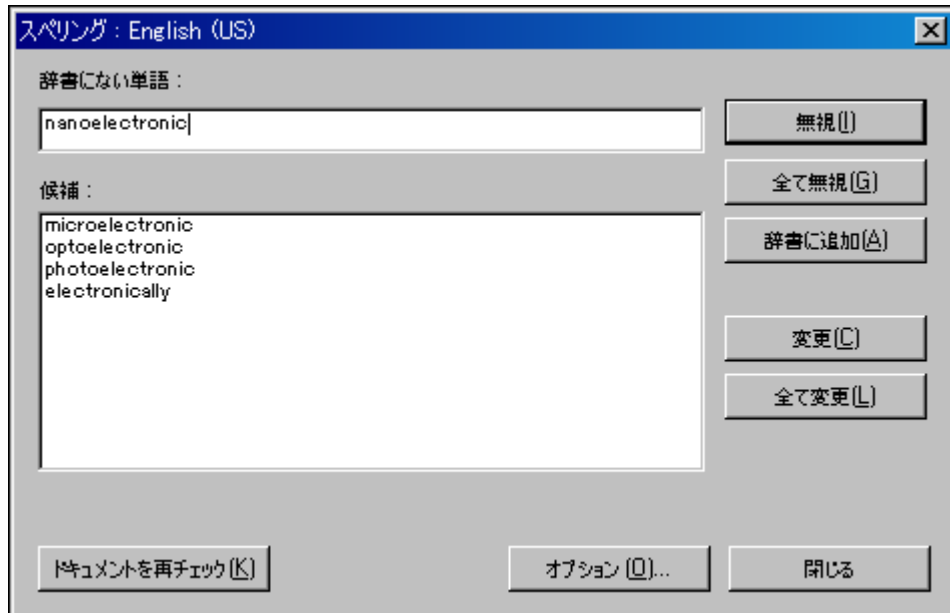 スペリング : English (US)
辞書にない単語 :
nanoelectronic
無視(I)
全て無視(G)
候補 :
microelectronic
optoelectronic
photoelectronic
electronically
辞書に追加(A)
変更(C)
全て変更(L)
ドキュメントを再チェック(K)
オプション(O)...
閉じる